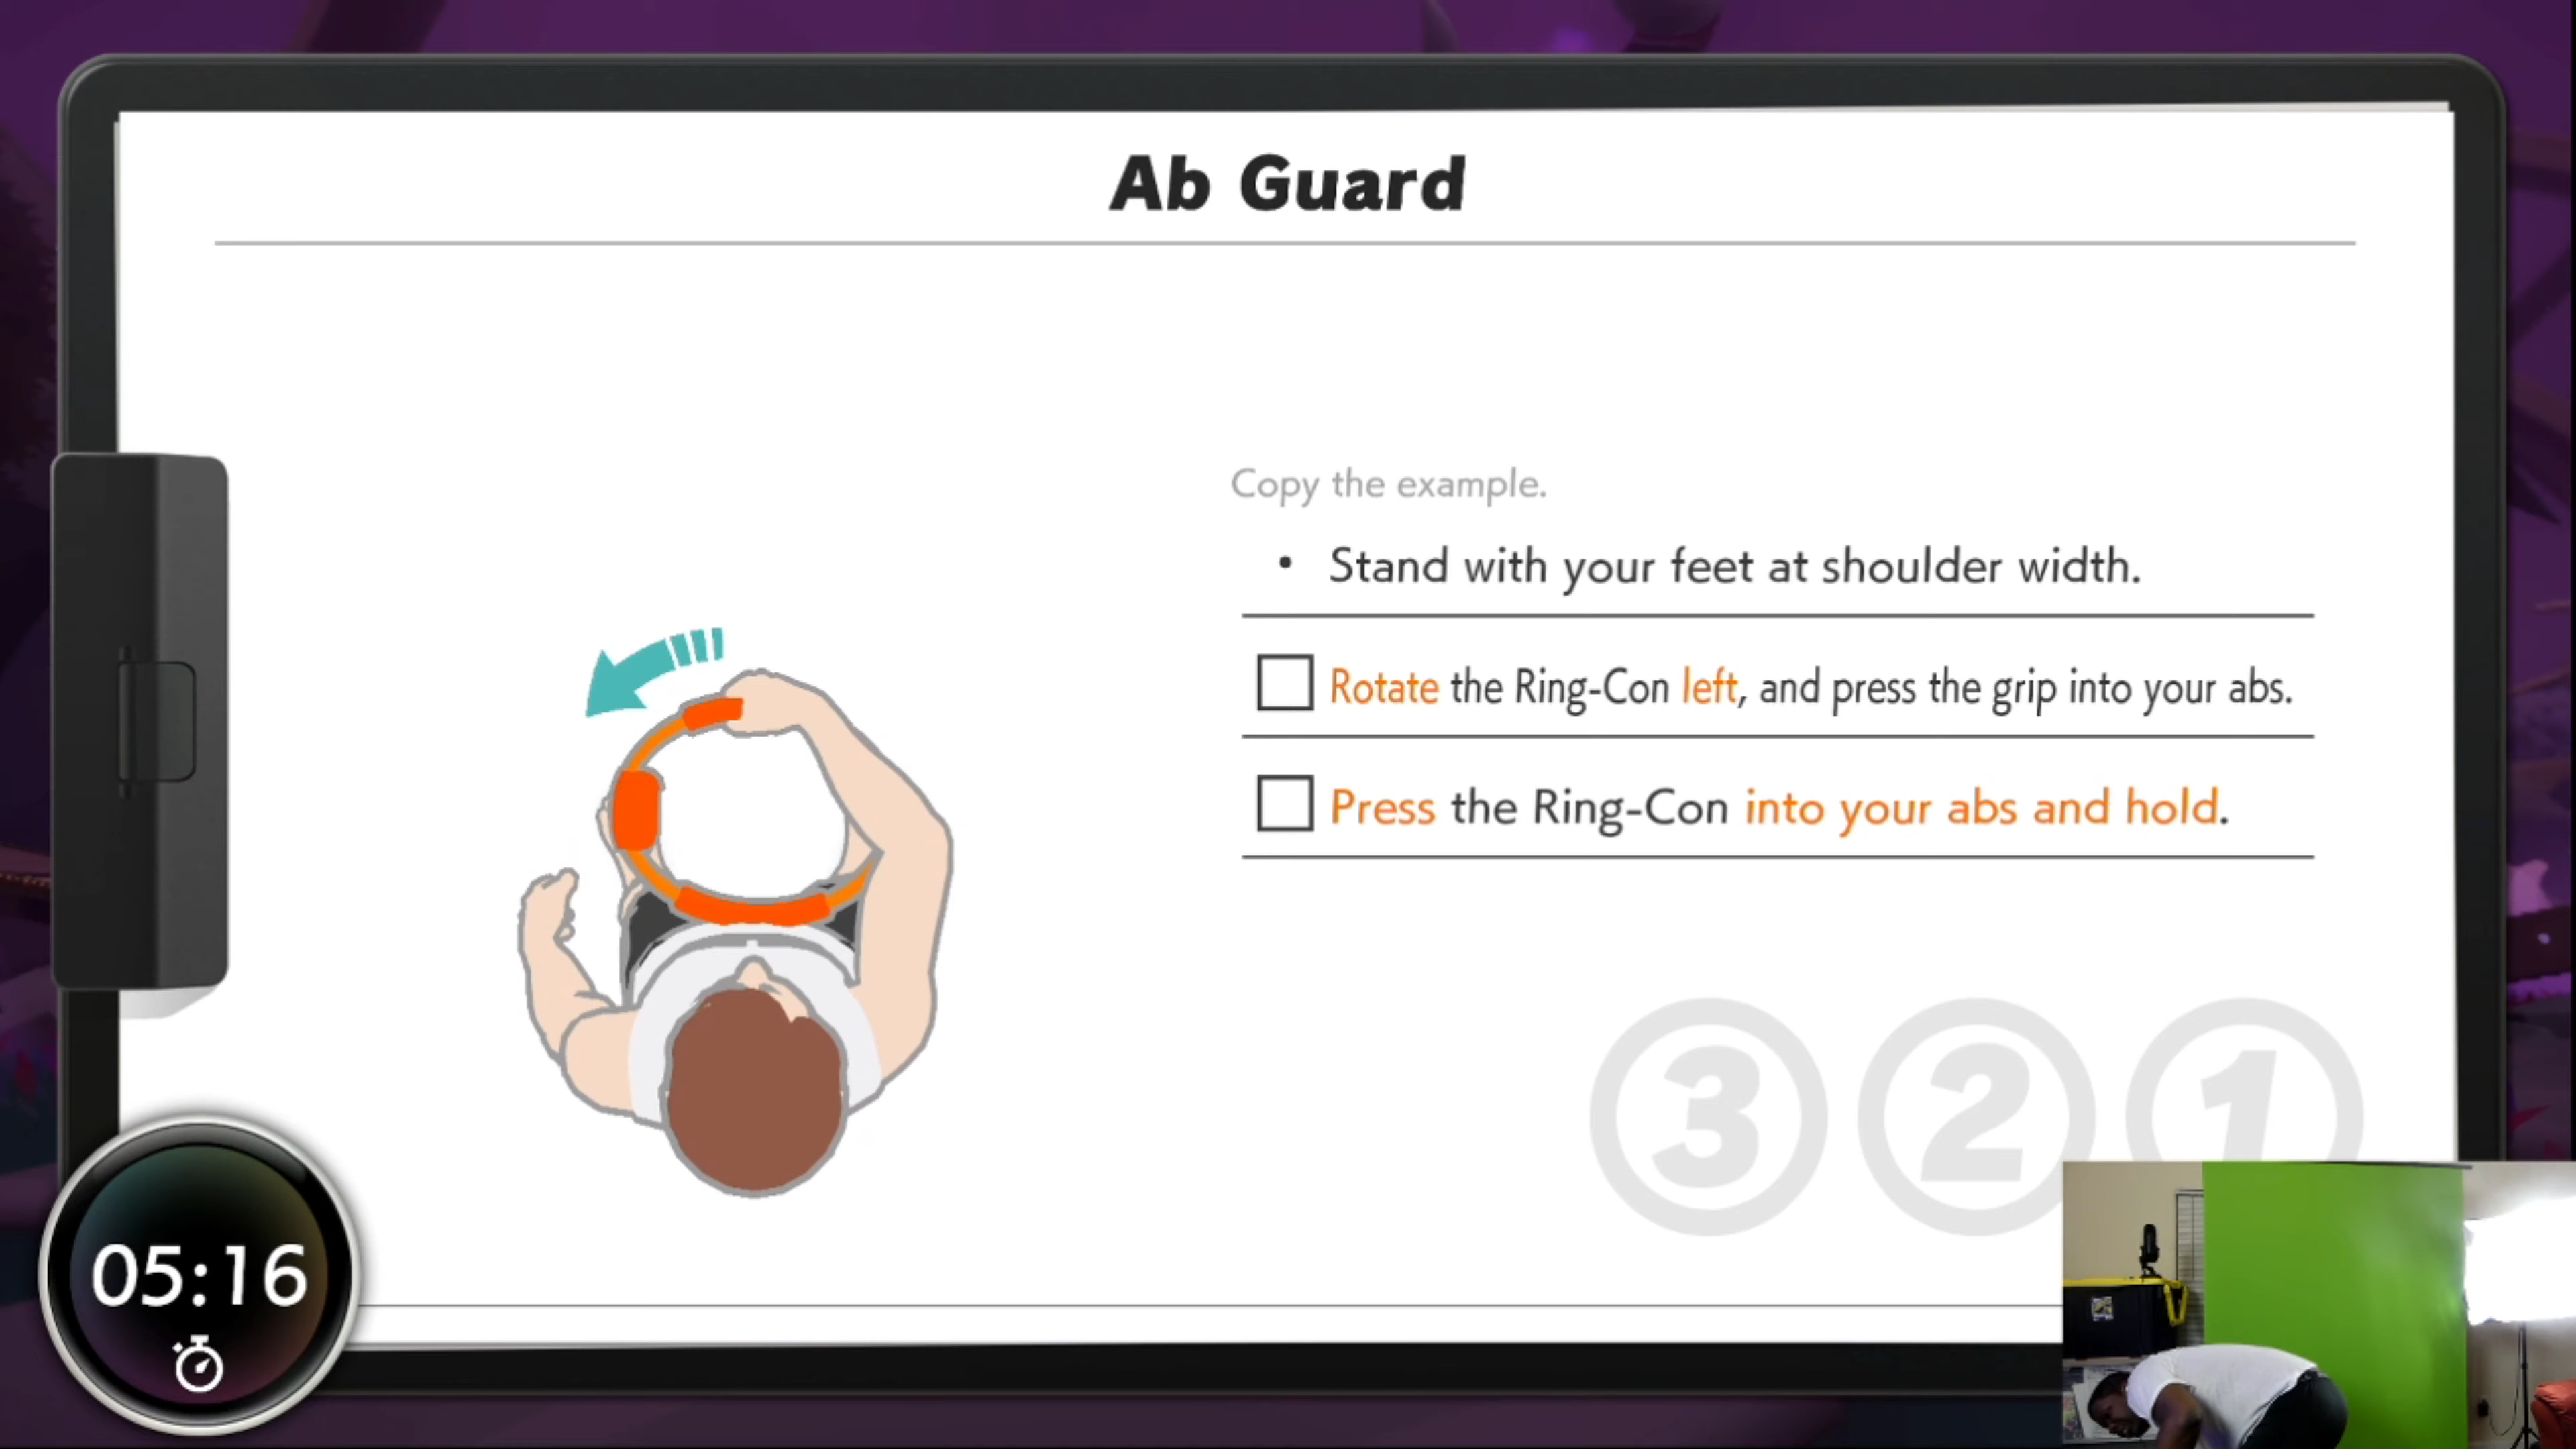 Ab Guard
Copy the example.
• Stand with your feet at shoulder width.
Rotate the Ring-Con left, and press the grip into your abs.
Press the Ring-Con into your abs and hold.
3 2 1
05:16